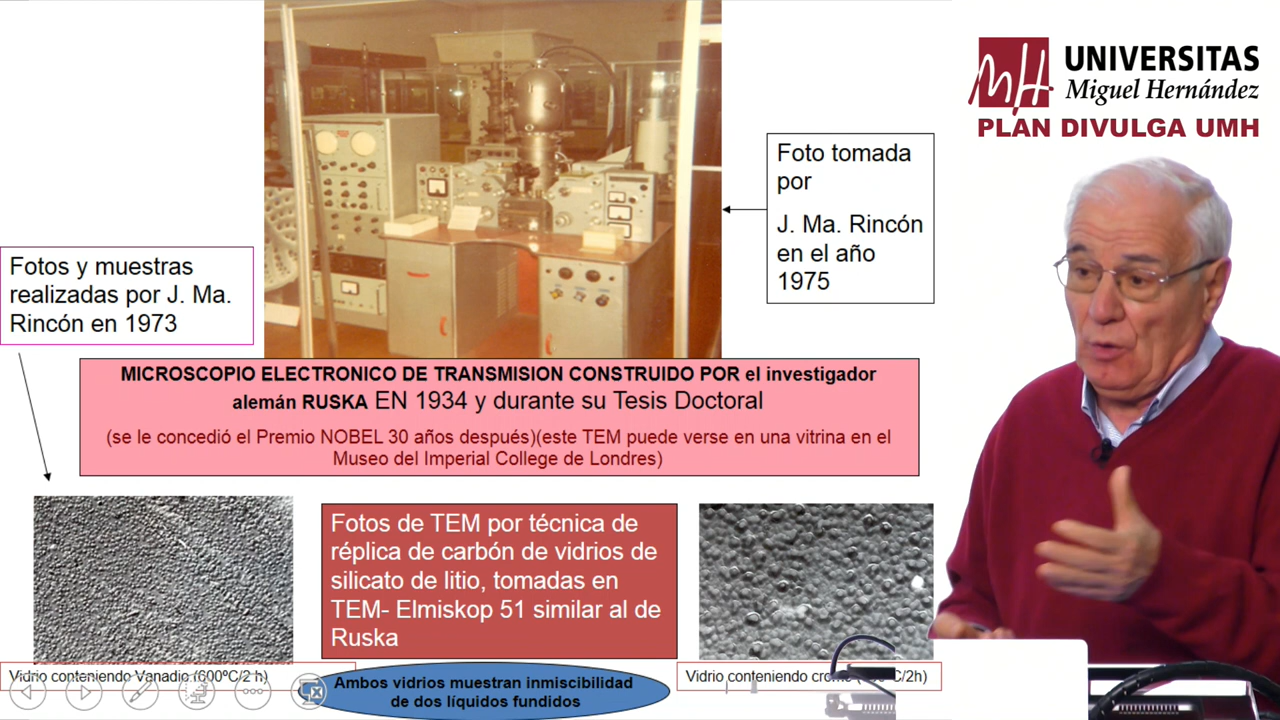 UNIVERSITAS
Miguel Hernández
PLAN DIVULGA UMH
Foto tomada
por
J. Ma. Rincón
en el año
1975
Fotos y muestras
realizadas por J. Ma.
Rincón en 1973
MICROSCOPIO ELECTRONICO DE TRANSMISION CONSTRUIDO POR el investigador
alemán RUSKA EN 1934 y durante su Tesis Doctoral
(se le concedió el Premio NOBEL 30 años después)(este TEM puede verse en una vitrina en el
Museo del Imperial College de Londres)
Fotos de TEM por técnica de
réplica de carbón de vidrios de
silicato de litio, tomadas en
TEM- Elmiskop 51 similar al de
Ruska
Vidrio conteniendo Vanadio (600ºC/2 h)
Ambos vidrios muestran inmiscibilidad
de dos líquidos fundidos
Vidrio conteniendo C/2h)